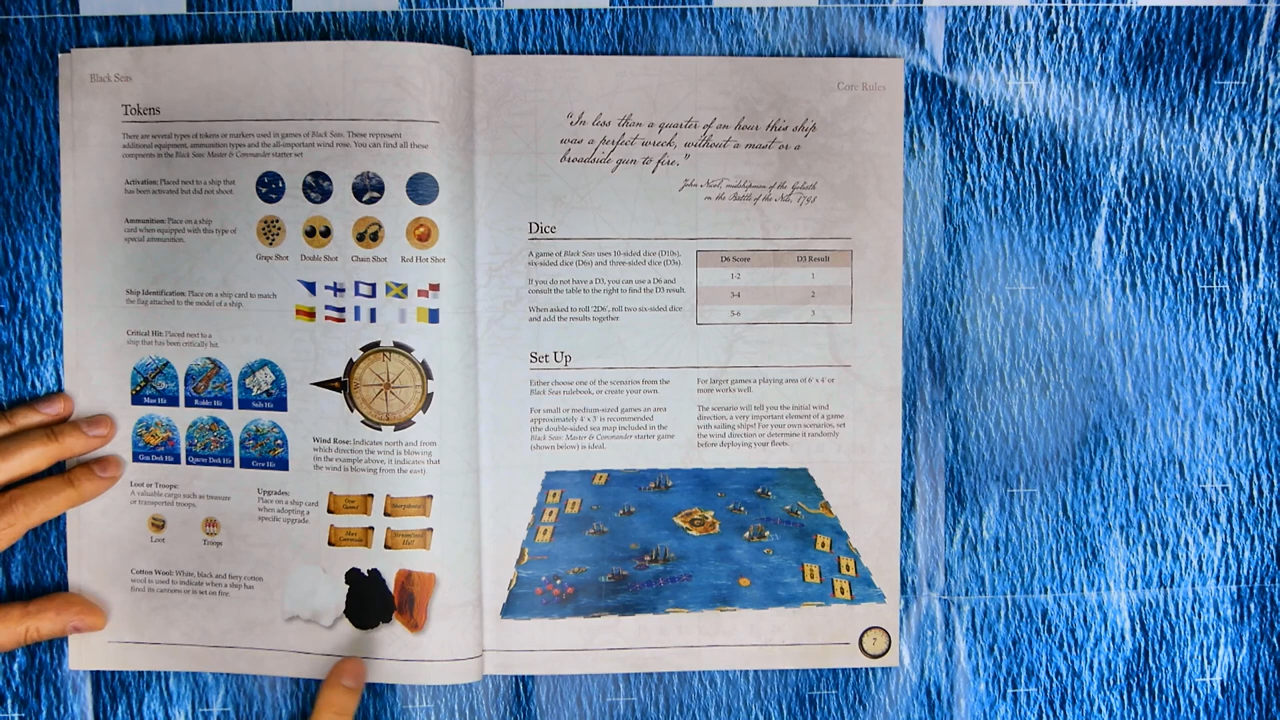 Black Seas
Tokens
There are several types of tokens or markers used in games of Black Seas. These represent
additional equipment, ammunition types and the all-important wind rose. You can find all these
components in the Black Seas: Master & Commander starter set
Activation: Placed next to a ship that
has been activated but did not shoot.
Ammunition: Place on a ship
card when equipped with this type of
special ammunition.
Grape Shot
Double Shot
Chain Shot
Red Hot Shot
Ship Identification: Place on a ship card to match
the flag attached to the model of a ship.
Critical Hit: Placed next to a
ship that has been critically hit.
Mast Hit
Rudder Hit
Sails Hit
Gun Deck Hit
Quarter Deck Hit
Crew Hit
N
W
Wind Rose: Indicates north and from
which direction the wind is blowing
(in the example above, it indicates that
the wind is blowing from the east).
Loot or Troops:
A valuable cargo such as treasure
or transported troops.
Loot
Troops
Upgrades:
Place on a ship card
when adopting a
specific upgrade.
Hull
Cotton Wool: White, black and fiery cotton
wool is used to indicate when a ship has
fired its cannons or is set on fire.
Core Rules
"In less than a quarter of an hour this ship
was a perfect wreck, without a mast or a
broadside gun to fire."
John Nicol, midshipman of the Goliath
on the Battle of the Nile, 1798
Dice
A game of Black Seas uses 10-sided dice (D10s),
six-sided dice (D6s) and three-sided dice (D3s).
If you do not have a D3, you can use a D6 and
consult the table to the right to find the D3 result.
When asked to roll '2D6', roll two six-sided dice
and add the results together.
D6 Score D3 Result
1-2 1
3-4 2
5-6 3
Set Up
Either choose one of the scenarios from the
Black Seas rulebook, or create your own.
For small or medium-sized games an area
approximately 4' x 3' is recommended
(the double-sided sea map included in the
Black Seas: Master & Commander starter game
(shown below) is ideal.
For larger games a playing area of 6' x 4' or
more works well.
The scenario will tell you the initial wind
direction, a very important element of a game
with sailing ships! For your own scenarios, set
the wind direction or determine it randomly
before deploying your fleets.
7